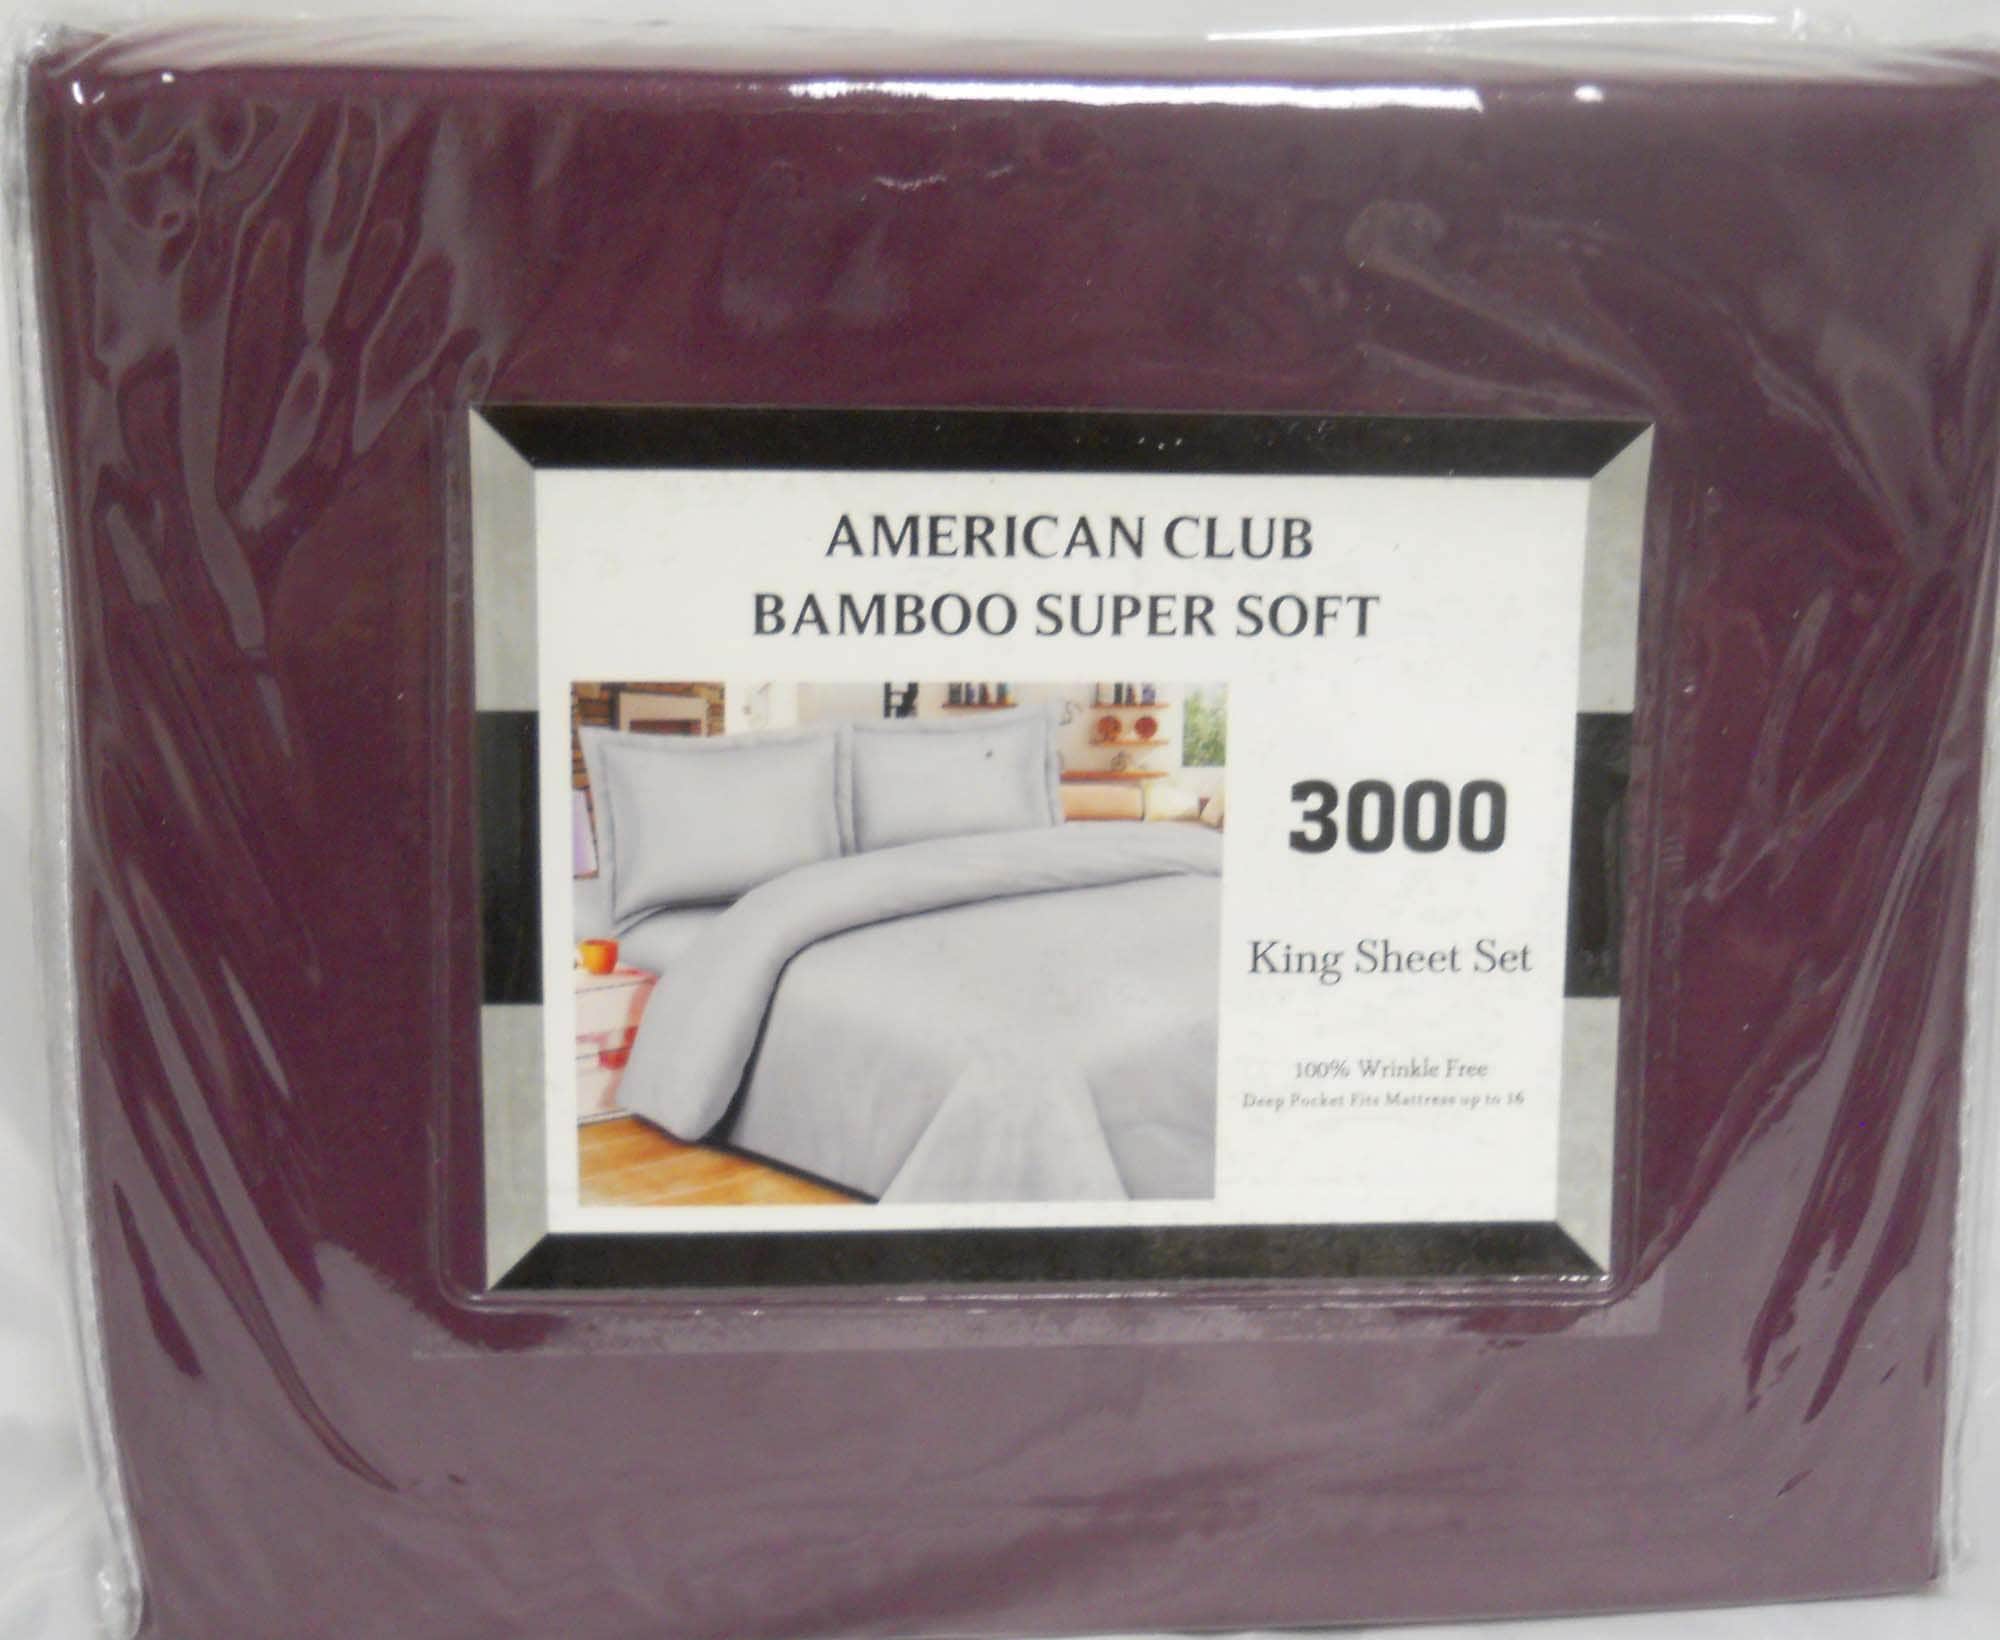 AMERICAN CLUB
BAMBOO SUPER SOFT
3000
King Sheet Set
100% Wrinkle Free
Deep Pocket Fits Mattress up to 16